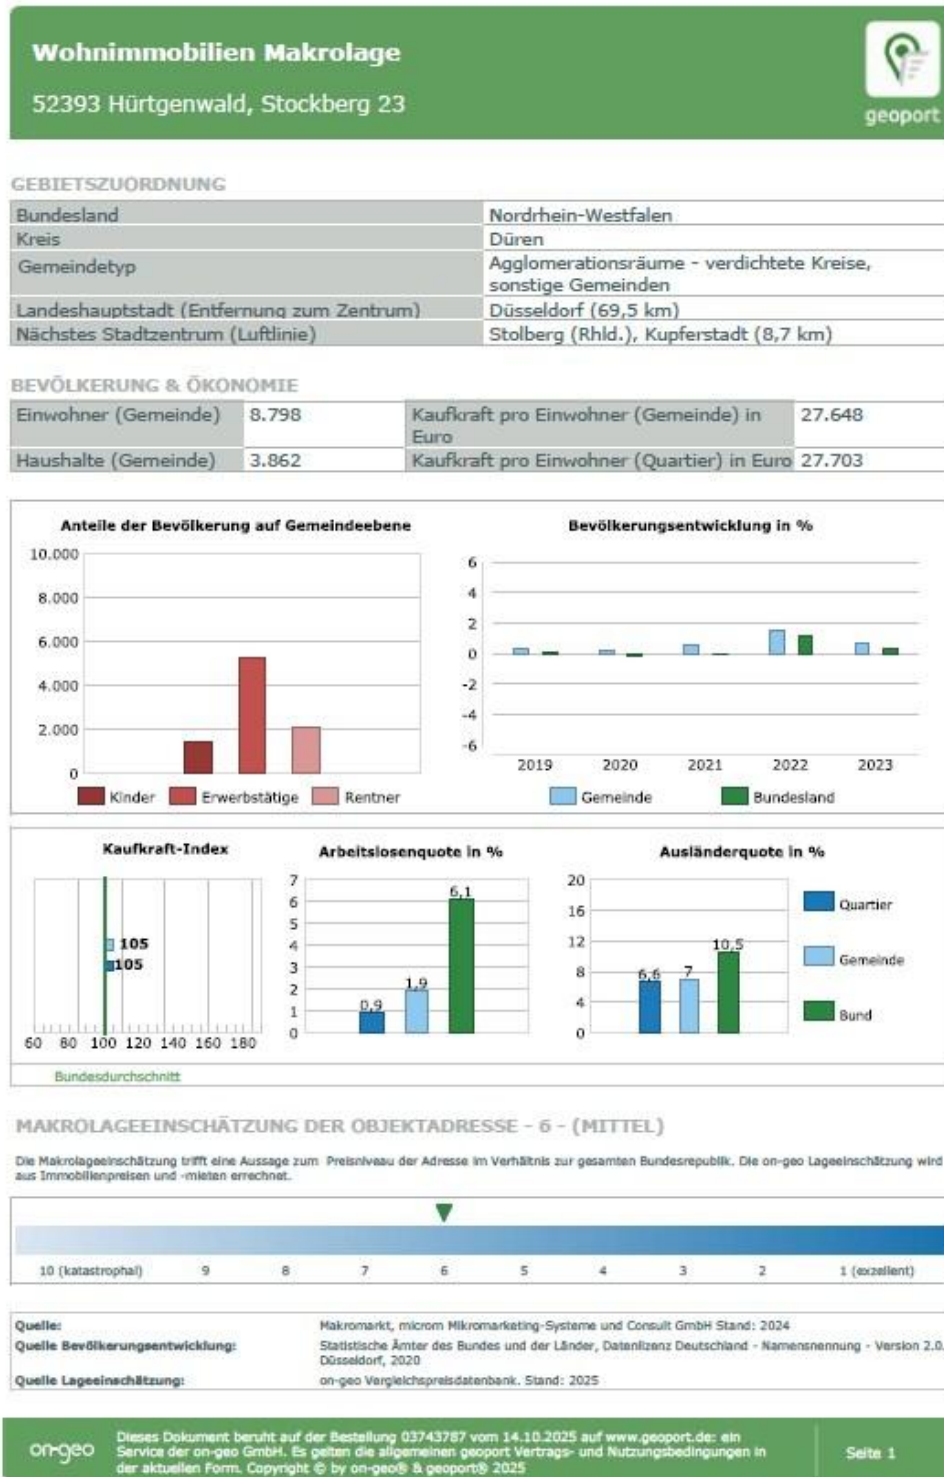 Wohnimmobilien Makrolage
52393 Hürtgenwald, Stockberg 23
geoport
GEBIETSZUORDNUNG
Bundesland Nordrhein-Westfalen
Kreis Düren
Gemeindetyp Agglomerationsräume - verdichtete Kreise,
sonstige Gemeinden
Landeshauptstadt (Entfernung zum Zentrum) Düsseldorf (69,5 km)
Nächstes Stadtzentrum (Luftlinie) Stolberg (Rhld.), Kupferstadt (8,7 km)
BEVÖLKERUNG & ÖKONOMIE
Einwohner (Gemeinde) 8.798 Kaufkraft pro Einwohner (Gemeinde) in 27.648
Euro
Haushalte (Gemeinde) 3.862 Kaufkraft pro Einwohner (Quartier) in Euro 27.703
Anteile der Bevölkerung auf Gemeindeebene
10.000
8.000
6.000
4.000
2.000
0
Kinder Erwerbstätige Rentner
Bevölkerungsentwicklung in %
6
4
2
0
-2
-4
-6
2019 2020 2021 2022 2023
Gemeinde Bundesland
Kaufkraft-Index
105
105
60 80 100 120 140 160 180
Bundesdurchschnitt
Arbeitslosenquote in %
7
6
5
4
3
2
1
0
0,9 1,9 6,1
Ausländerquote in %
20
16
12
8
4
0
6,6 7 10,5
Quartier
Gemeinde
Bund
MAKROLAGEEINSCHÄTZUNG DER OBJEKTADRESSE - 6 - (MITTEL)
Die Makrolageeinschätzung trifft eine Aussage zum Preisniveau der Adresse im Verhältnis zur gesamten Bundesrepublik. Die on-geo Lageeinschätzung wird
aus Immobilienpreisen und -mieten errechnet.
10 (katastrophal) 9 8 7 6 5 4 3 2 1 (exzellent)
Quelle: Makromarkt, microm Mikromarketing-Systeme und Consult GmbH Stand: 2024
Quelle Bevölkerungsentwicklung: Statistische Ämter des Bundes und der Länder, Datenlizenz Deutschland - Namensnennung - Version 2.0.
Düsseldorf, 2020
Quelle Lageeinschätzung: on-geo Vergleichspreisdatenbank. Stand: 2025
on-geo
Dieses Dokument beruht auf der Bestellung 03743787 vom 14.10.2025 auf www.geoport.de: ein
Service der on-geo GmbH. Es gelten die allgemeinen geoport Vertrags- und Nutzungsbedingungen in
der aktuellen Form. Copyright © by on-geo® & geoport® 2025
Seite 1